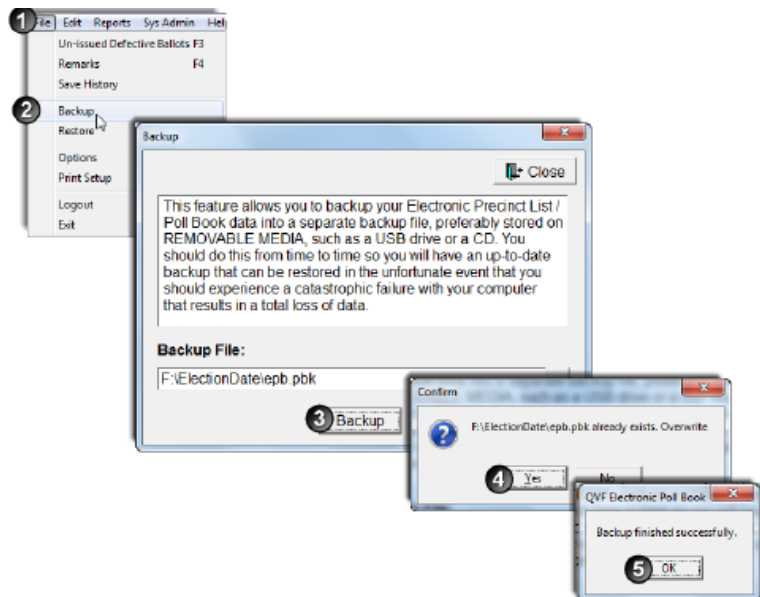 1
File Edit Reports Sys Admin Help
Un-issued Defective Ballots F3
Remarks F4
Save History
2
Backup
Restore
Options
Print Setup
Logout
Exit
Backup
Close
This feature allows you to backup your Electronic Precinct List /
Poll Book data into a separate backup file, preferably stored on
REMOVABLE MEDIA, such as a USB drive or a CD. You
should do this from time to time so you will have an up-to-date
backup that can be restored in the unfortunate event that you
should experience a catastrophic failure with your computer
that results in a total loss of data.
Backup File:
F:\ElectionDate\epb.pbk
3 Backup
Confirm
F:\ElectionDate\epb.pbk already exists. Overwrite
4 Yes No
QVF Electronic Poll Book
Backup finished successfully.
5 OK